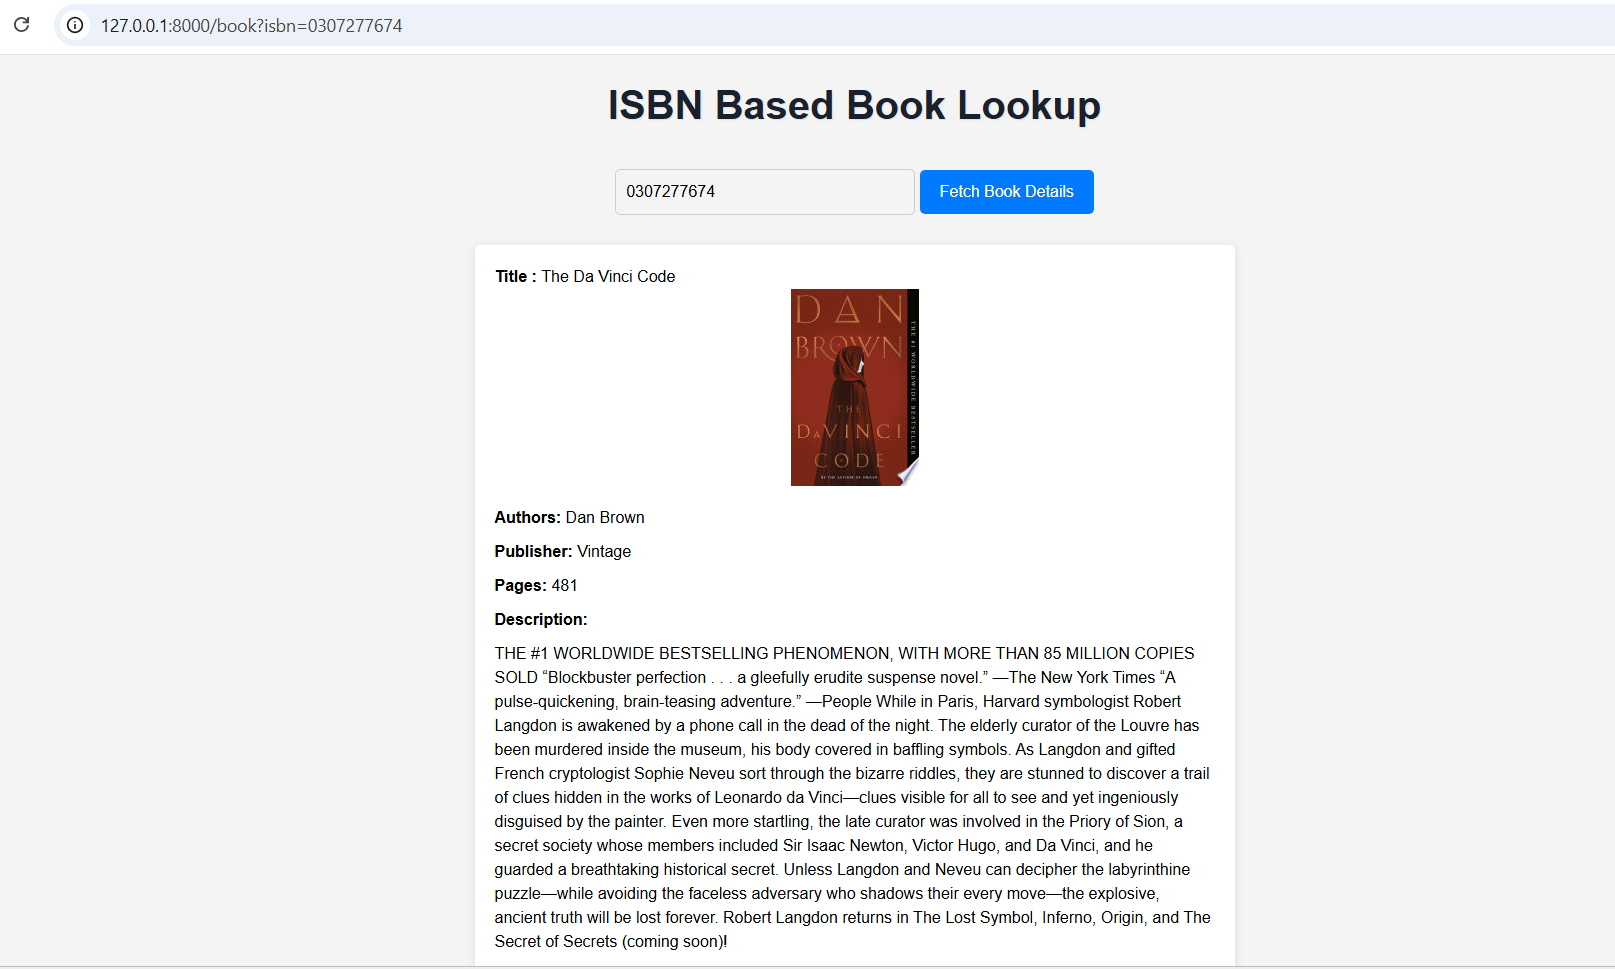 127.0.0.1:8000/book?isbn=0307277674
ISBN Based Book Lookup
0307277674 Fetch Book Details
Title : The Da Vinci Code
DAN
BROWN
THE
DAVINCI
CODE
BY THE AUTHOR OF ORIGIN
THE #1 WORLDWIDE BESTSELLER
Authors: Dan Brown
Publisher: Vintage
Pages: 481
Description:
THE #1 WORLDWIDE BESTSELLING PHENOMENON, WITH MORE THAN 85 MILLION COPIES
SOLD “Blockbuster perfection . . . a gleefully erudite suspense novel.” —The New York Times “A
pulse-quickening, brain-teasing adventure.” —People While in Paris, Harvard symbologist Robert
Langdon is awakened by a phone call in the dead of the night. The elderly curator of the Louvre has
been murdered inside the museum, his body covered in baffling symbols. As Langdon and gifted
French cryptologist Sophie Neveu sort through the bizarre riddles, they are stunned to discover a trail
of clues hidden in the works of Leonardo da Vinci—clues visible for all to see and yet ingeniously
disguised by the painter. Even more startling, the late curator was involved in the Priory of Sion, a
secret society whose members included Sir Isaac Newton, Victor Hugo, and Da Vinci, and he
guarded a breathtaking historical secret. Unless Langdon and Neveu can decipher the labyrinthine
puzzle—while avoiding the faceless adversary who shadows their every move—the explosive,
ancient truth will be lost forever. Robert Langdon returns in The Lost Symbol, Inferno, Origin, and The
Secret of Secrets (coming soon)!